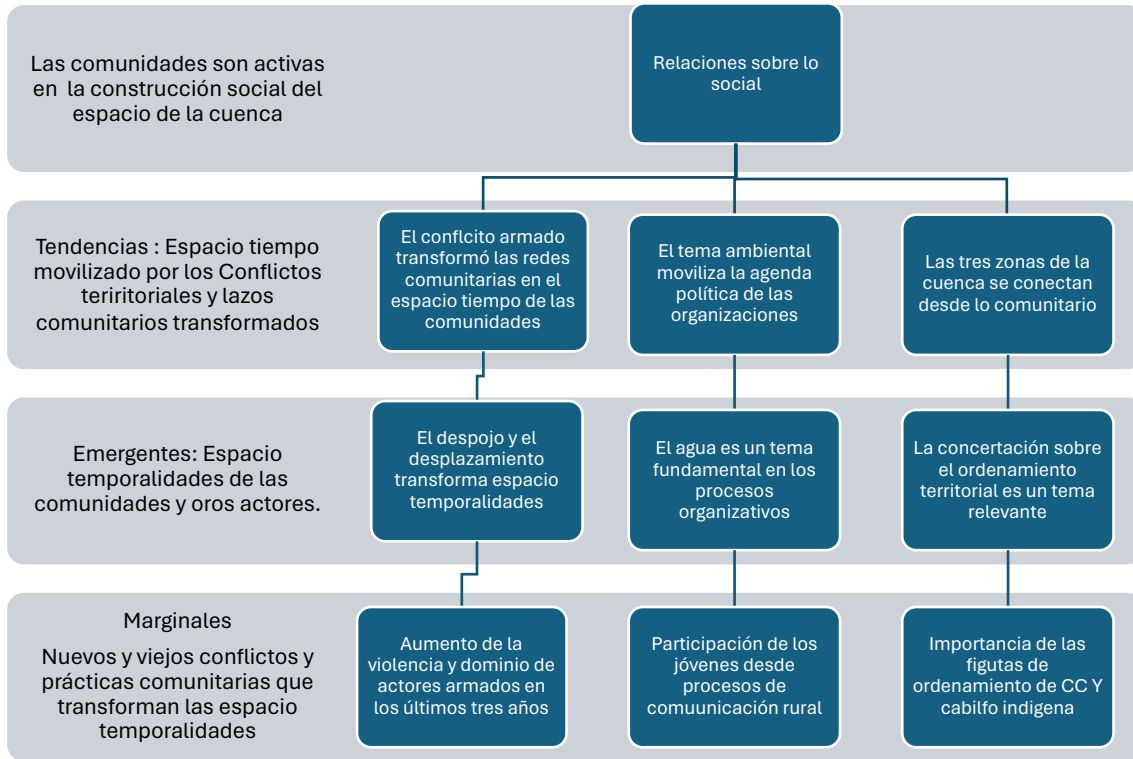 Las comunidades son activas
en la construcción social del
espacio de la cuenca
Relaciones sobre lo
social
Tendencias : Espacio tiempo
movilizado por los Conflictos
teriritoriales y lazos
comunitarios transformados
El conflcito armado
transformó las redes
comunitarias en el
espacio tiempo de las
comunidades
El tema ambiental
moviliza la agenda
política de las
organizaciones
Las tres zonas de la
cuenca se conectan
desde lo comunitario
Emergentes: Espacio
temporalidades de las
comunidades y oros actores.
El despojo y el
desplazamiento
transforma espacio
temporalidades
El agua es un tema
fundamental en los
procesos
organizativos
La concertación sobre
el ordenamiento
territorial es un tema
relevante
Marginales
Nuevos y viejos conflictos y
prácticas comunitarias que
transforman las espacio
temporalidades
Aumento de la
violencia y dominio de
actores armados en
los últimos tres años
Participación de los
jóvenes desde
procesos de
comuunicación rural
Importancia de las
figutas de
ordenamiento de CC Y
cabilfo indigena